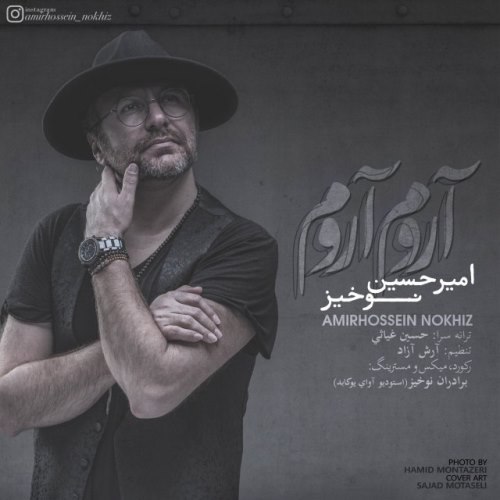 Instagram
amirhossein_nokhiz
آروم آروم
امیرحسین
نوخیز
AMIRHOSSEIN NOKHIZ
ترانه سرا: حسین غیاثی
تنظیم: آرش آزاد
رکورد، میکس و مسترینگ:
برادران نوخیز (استودیو آوای یوکابد)
PHOTO BY
HAMID MONTAZERI
COVER ART
SAJAD MOTASELI